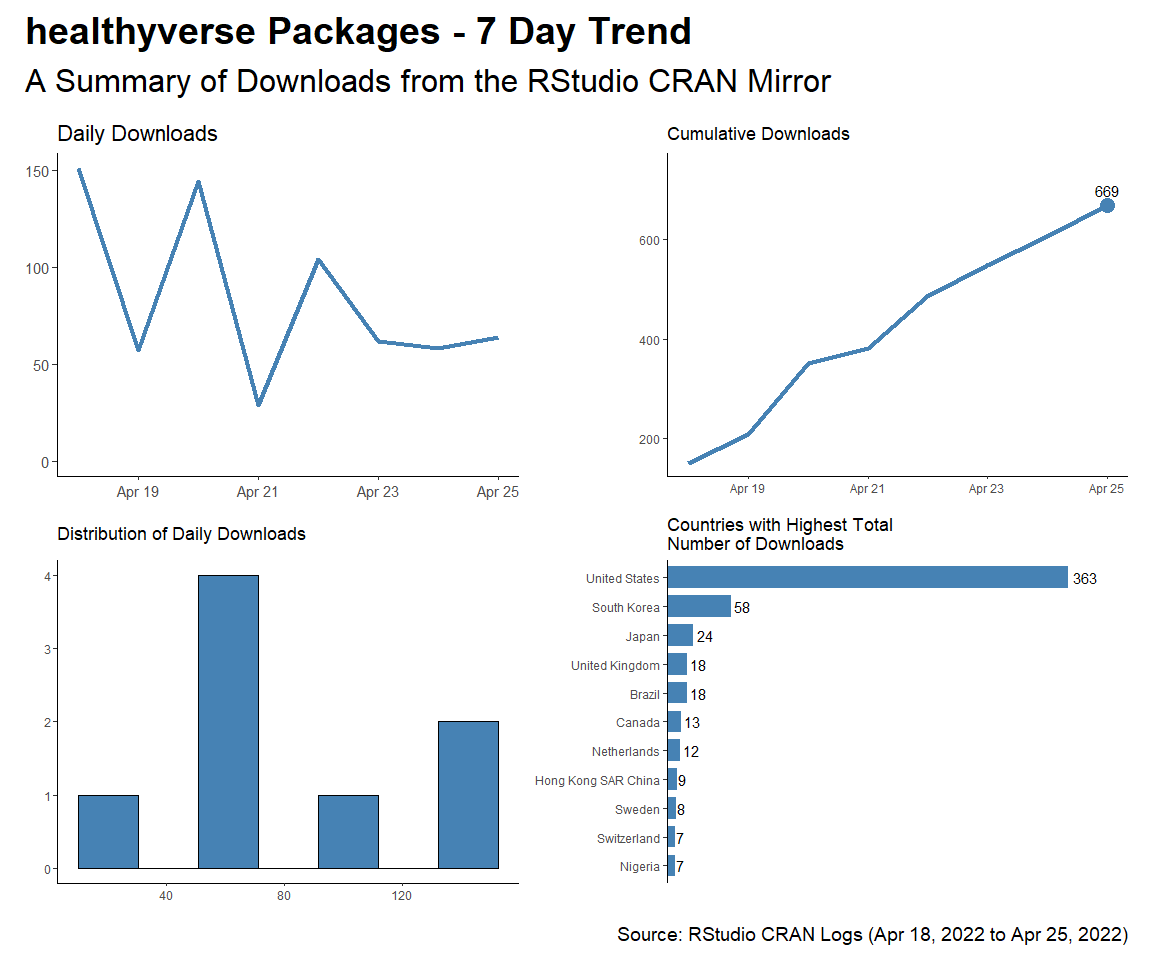 healthyverse Packages - 7 Day Trend
A Summary of Downloads from the RStudio CRAN Mirror
Daily Downloads
150
100
50
0
Apr 19 Apr 21 Apr 23 Apr 25
Cumulative Downloads
669
600
400
200
Apr 19 Apr 21 Apr 23 Apr 25
Distribution of Daily Downloads
4
3
2
1
0
40 80 120
Countries with Highest Total
Number of Downloads
United States 363
South Korea 58
Japan 24
United Kingdom 18
Brazil 18
Canada 13
Netherlands 12
Hong Kong SAR China 9
Sweden 8
Switzerland 7
Nigeria 7
Source: RStudio CRAN Logs (Apr 18, 2022 to Apr 25, 2022)